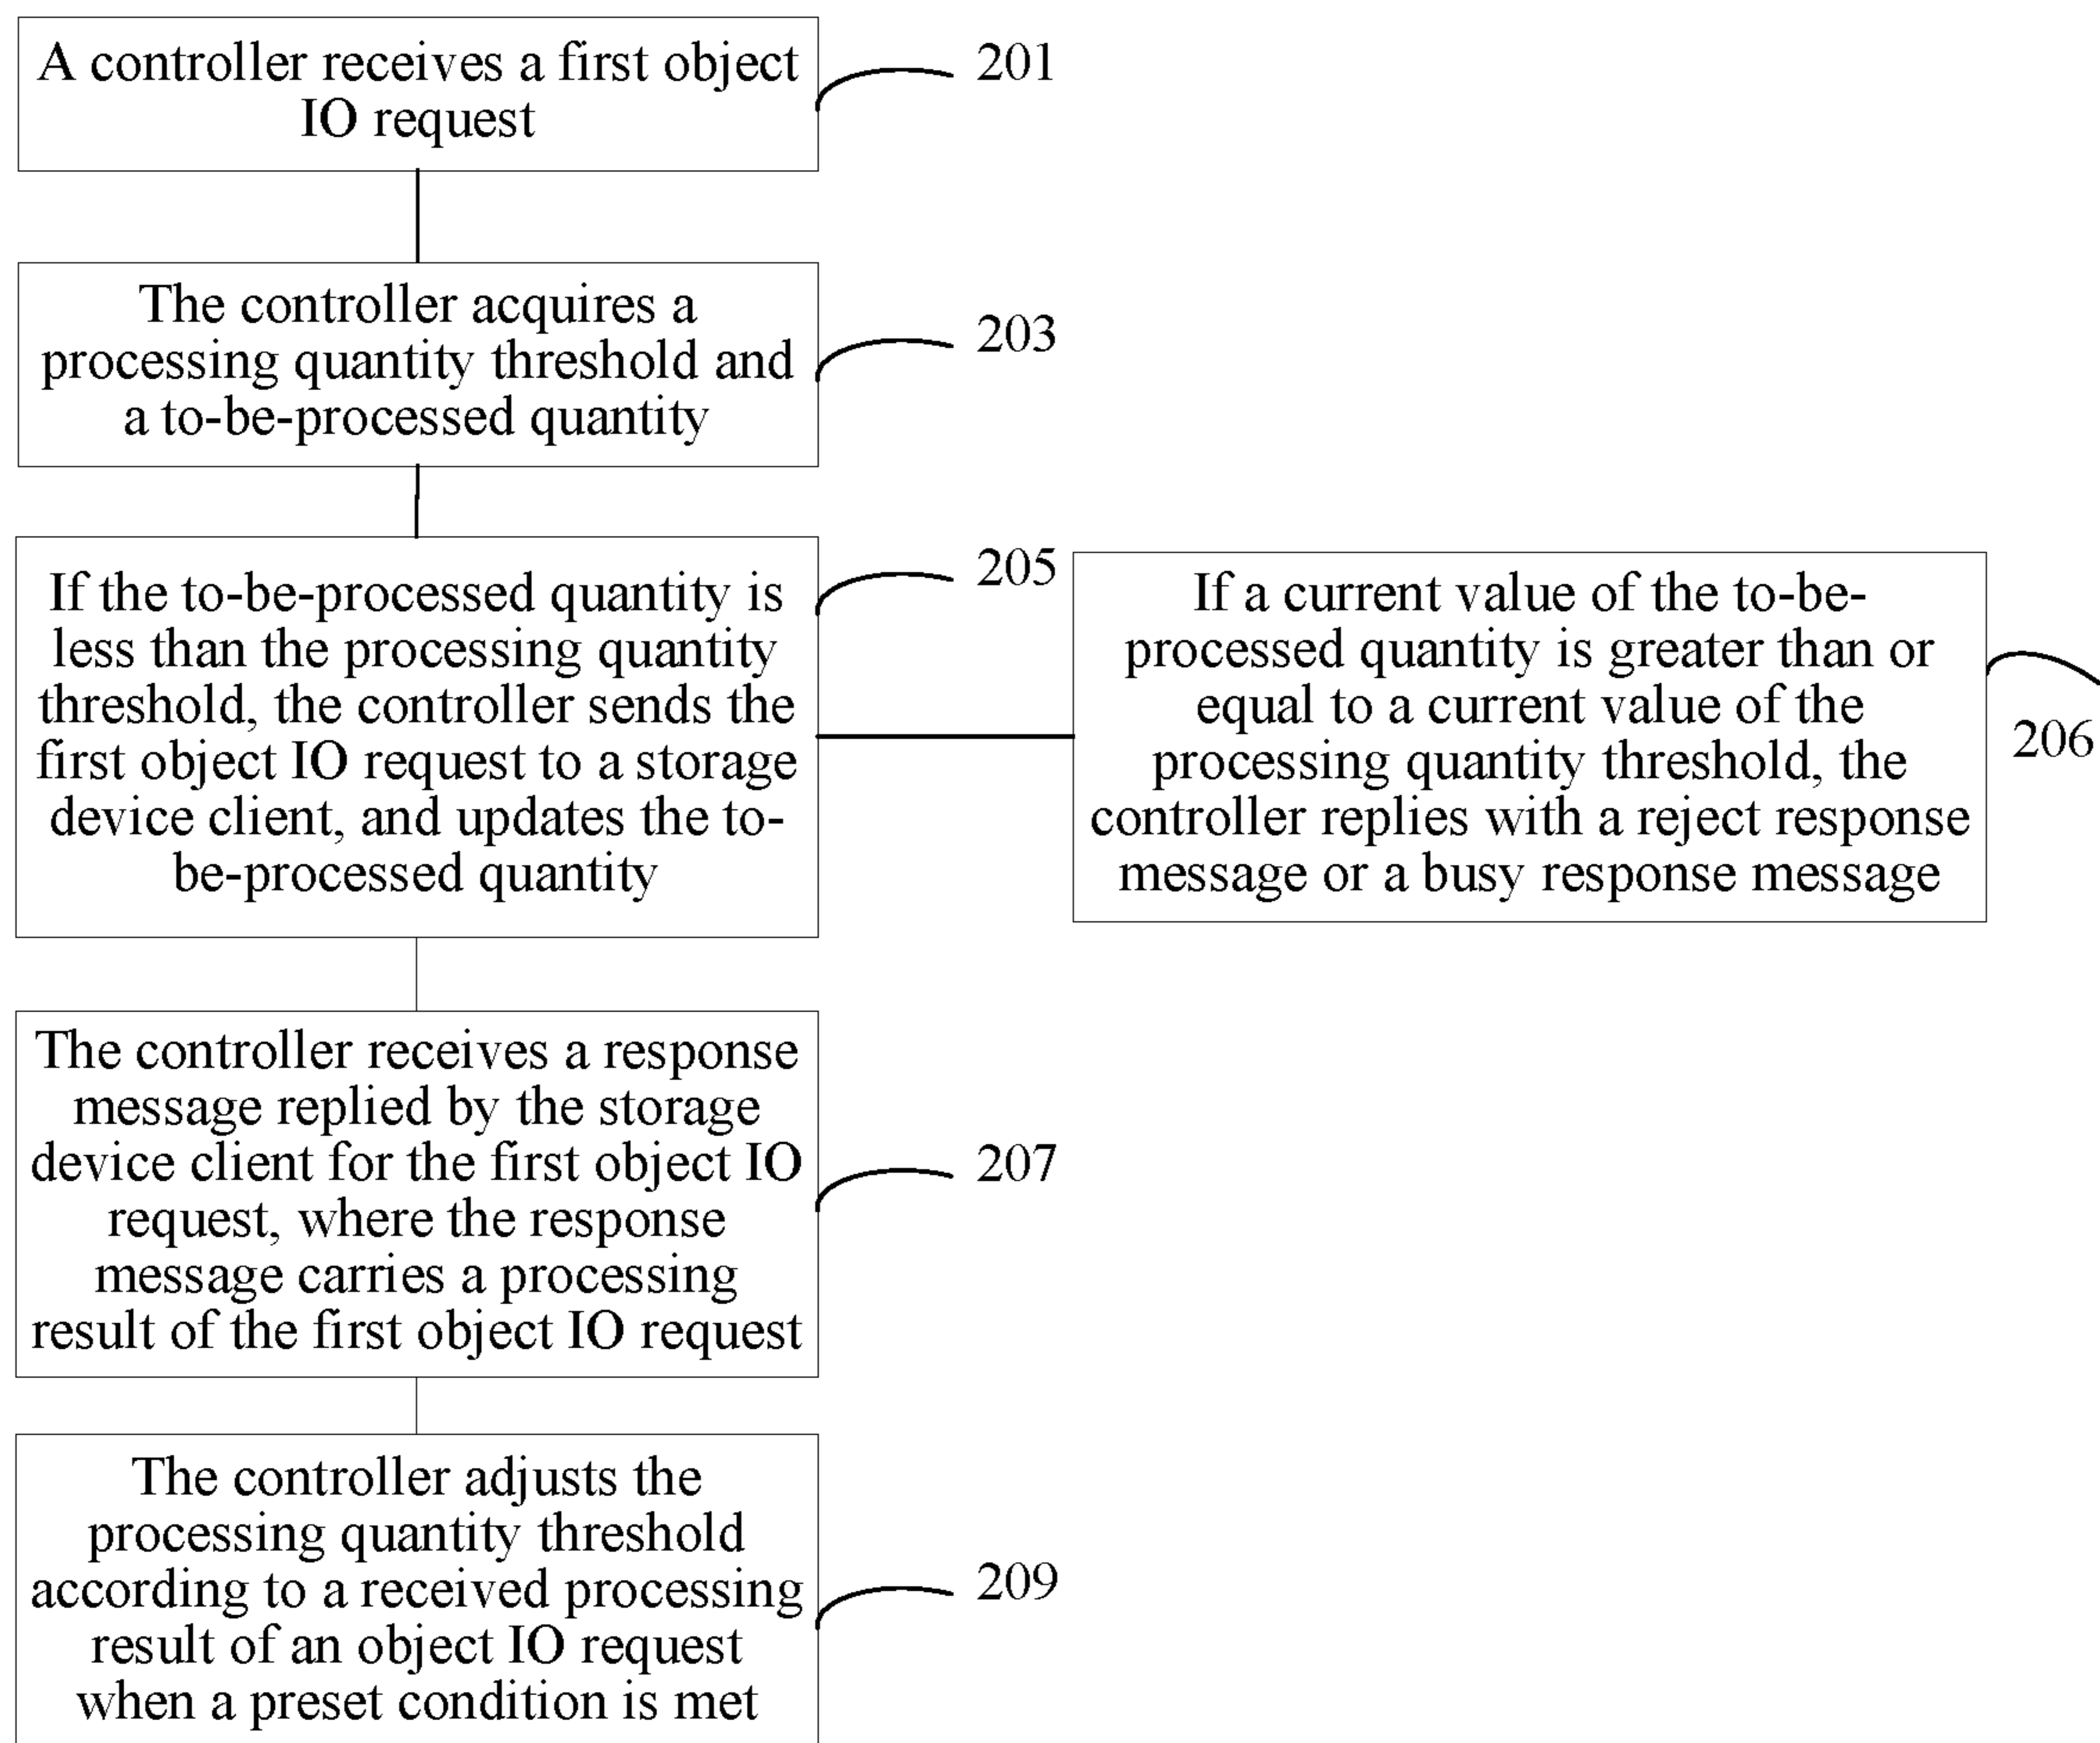 A controller receives a first object
IO request
201
The controller acquires a
processing quantity threshold and
a to-be-processed quantity
203
If the to-be-processed quantity is
less than the processing quantity
threshold, the controller sends the
first object IO request to a storage
device client, and updates the to-
be-processed quantity
205
If a current value of the to-be-
processed quantity is greater than or
equal to a current value of the
processing quantity threshold, the
controller replies with a reject response
message or a busy response message
206
The controller receives a response
message replied by the storage
device client for the first object IO
request, where the response
message carries a processing
result of the first object IO request
207
The controller adjusts the
processing quantity threshold
according to a received processing
result of an object IO request
when a preset condition is met
209